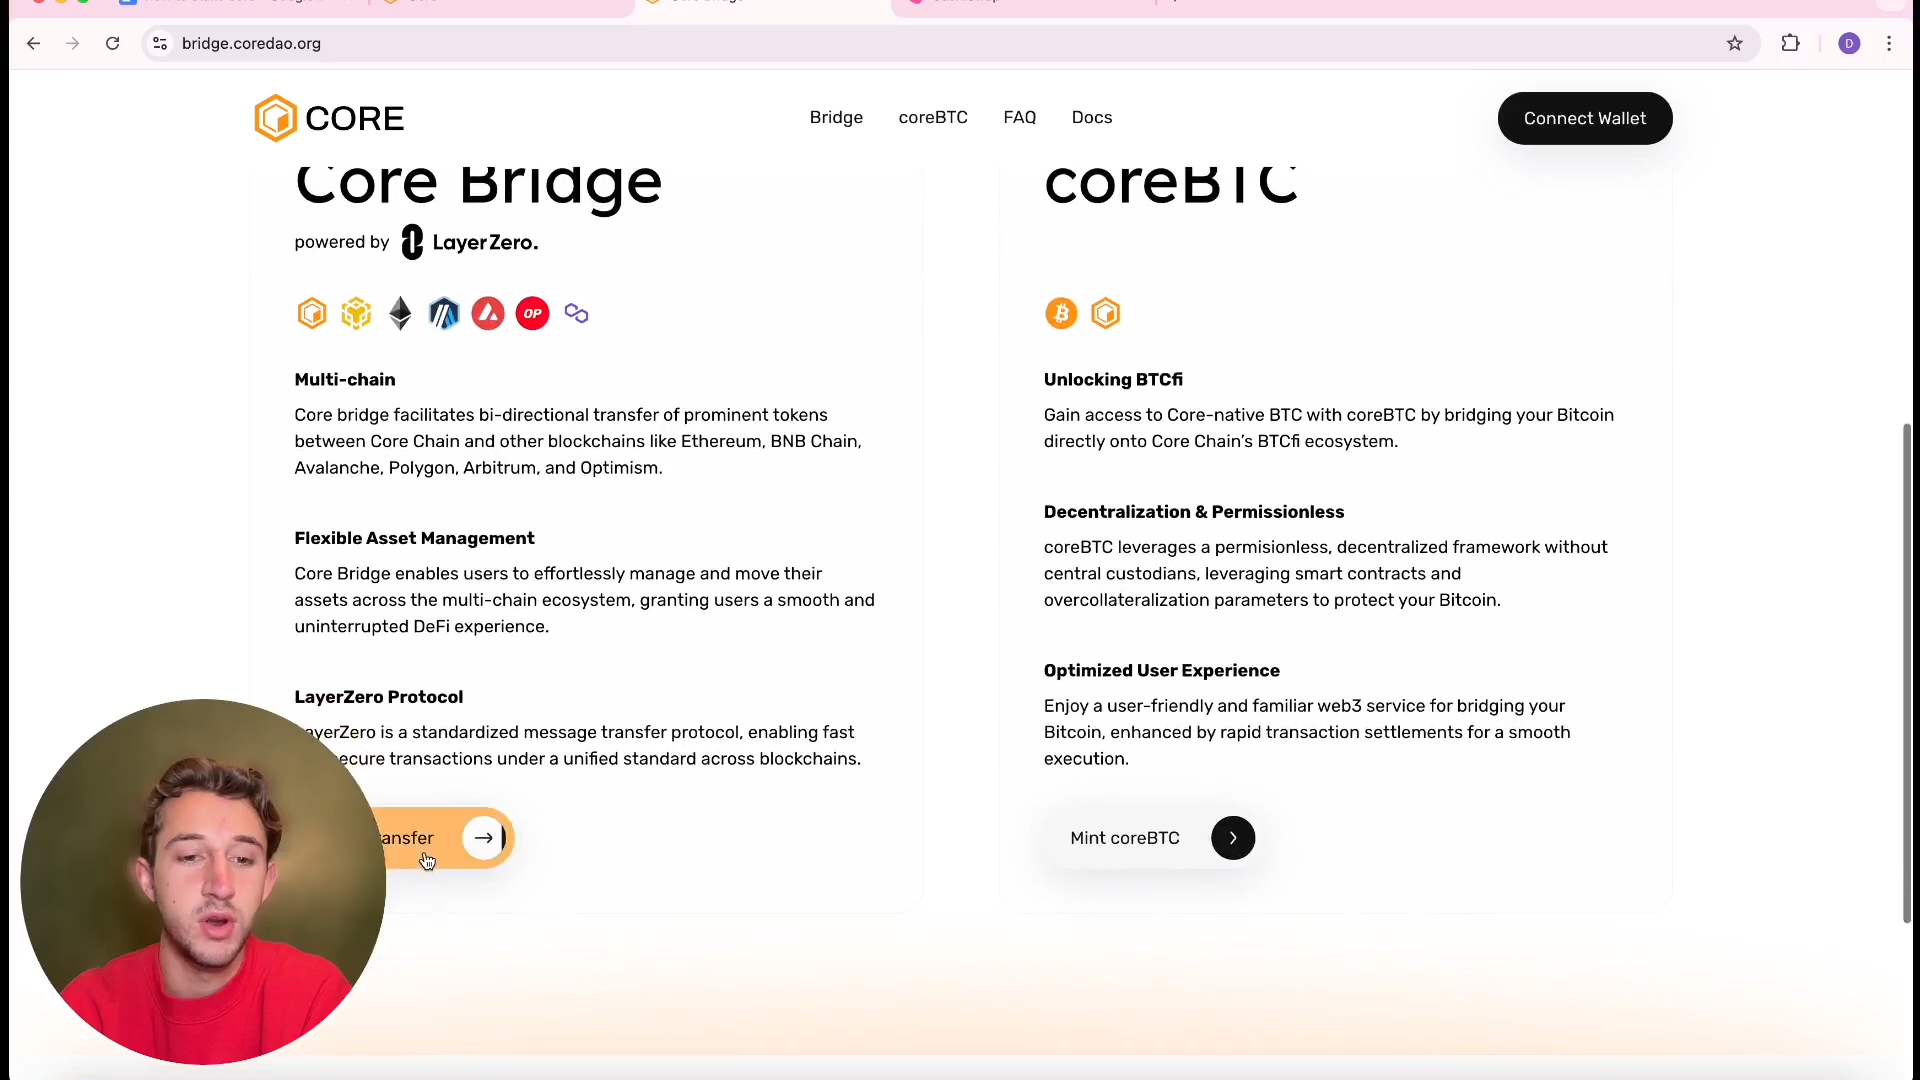 bridge.coredao.org
D
CORE
Bridge
coreBTC
FAQ
Docs
Connect Wallet
Core Bridge
powered by LayerZero.
OP
Multi-chain
Core bridge facilitates bi-directional transfer of prominent tokens
between Core Chain and other blockchains like Ethereum, BNB Chain,
Avalanche, Polygon, Arbitrum, and Optimism.
Flexible Asset Management
Core Bridge enables users to effortlessly manage and move their
assets across the multi-chain ecosystem, granting users a smooth and
uninterrupted DeFi experience.
LayerZero Protocol
ayerZero is a standardized message transfer protocol, enabling fast
ecure transactions under a unified standard across blockchains.
ansfer
coreBTC
Unlocking BTCfi
Gain access to Core-native BTC with coreBTC by bridging your Bitcoin
directly onto Core Chain's BTCfi ecosystem.
Decentralization & Permissionless
coreBTC leverages a permisionless, decentralized framework without
central custodians, leveraging smart contracts and
overcollateralization parameters to protect your Bitcoin.
Optimized User Experience
Enjoy a user-friendly and familiar web3 service for bridging your
Bitcoin, enhanced by rapid transaction settlements for a smooth
execution.
Mint coreBTC